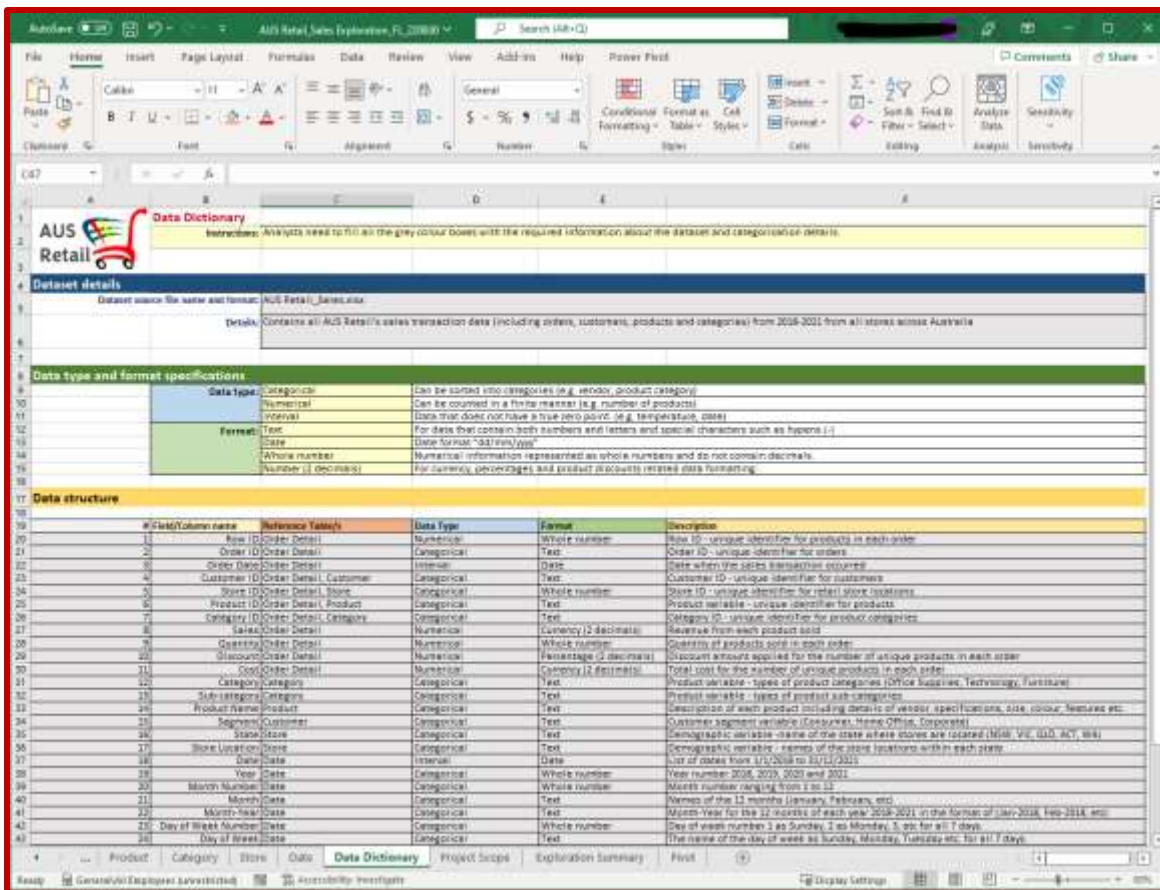 AutoSave Off AUS Retail_Sales Exploration_FL_ Search (Alt+Q)
File Home Insert Page Layout Formulas Data Review View Add-ins Help Power Pivot Comments Share
Calibri 11 General
Paste Conditional Formatting Format as Table Cell Styles Insert Delete Format Sort & Filter Find & Select Analyze Data Sensitivity
Clipboard Font Alignment Number Styles Cells Editing Analysis Sensitivity
C47
A B C D E F
AUS Retail
Data Dictionary
Instructions: Analysts need to fill all the grey colour boxes with the required information about the dataset and categorisation details.
Dataset details
Dataset source file name and format: AUS Retail_Sales.xlsx
Details: Contains all AUS Retail's sales transaction data (including orders, customers, products and categories) from 2018-2021 from all stores across Australia
Data type and format specifications
Data type: Categorical Can be sorted into categories (e.g. vendor, product category)
Numerical Can be counted in a finite manner (e.g. number of products)
Interval Data that does not have a true zero point. (e.g. temperature, date)
Format: Text For data that contain both numbers and letters and special characters such as hypens (-)
Date Date format "dd/mm/yyyy"
Whole number Numerical information represented as whole numbers and do not contain decimals.
Number (2 decimals) For currency, percentages and product discounts related data formatting
Data structure
# Field/Column name Reference Table/s Data Type Format Description
1 Row ID Order Detail Numerical Whole number Row ID - unique identifier for products in each order
2 Order ID Order Detail Categorical Text Order ID - unique identifier for orders
3 Order Date Order Detail Interval Date Date when the sales transaction occurred
4 Customer ID Order Detail, Customer Categorical Text Customer ID - unique identifier for customers
5 Store ID Order Detail, Store Categorical Whole number Store ID - unique identifier for retail store locations
6 Product ID Order Detail, Product Categorical Text Product variable - unique identifier for products
7 Category ID Order Detail, Category Categorical Text Category ID - unique identifier for product categories
8 Sales Order Detail Numerical Currency (2 decimals) Revenue from each product sold
9 Quantity Order Detail Numerical Whole number Quantity of products sold in each order
10 Discount Order Detail Numerical Percentage (2 decimals) Discount amount applied for the number of unique products in each order
11 Cost Order Detail Numerical Currency (2 decimals) Total cost for the number of unique products in each order
12 Category Category Categorical Text Product variable - types of product categories (Office Supplies, Technology, Furniture)
13 Sub-category Category Categorical Text Product variable - types of product sub-categories
14 Product Name Product Categorical Text Description of each product including details of vendor, specifications, size, colour, features etc.
15 Segment Customer Categorical Text Customer segment variable (Consumer, Home Office, Corporate)
16 State Store Categorical Text Demographic variable -name of the state where stores are located (NSW, VIC, QLD, ACT, WA)
17 Store Location Store Categorical Text Demographic variable - names of the store locations within each state
18 Date Date Interval Date List of dates from 1/1/2018 to 31/12/2021
19 Year Date Categorical Whole number Year number 2018, 2019, 2020 and 2021
20 Month Number Date Categorical Whole number Month number ranging from 1 to 12
21 Month Date Categorical Text Names of the 12 months (January, February, etc)
22 Month-Year Date Categorical Text Month-Year for the 12 months of each year 2018-2021 in the format of (Jan-2018, Feb-2018, etc)
23 Day of Week Number Date Categorical Whole number Day of week number 1 as Sunday, 2 as Monday, 3, etc for all 7 days
24 Day of Week Date Categorical Text The name of the day of week as Sunday, Monday, Tuesday etc. for all 7 days
... Product Category Store Date Data Dictionary Project Scope Exploration Summary Pivot
Ready General\All Employees (unrestricted) Accessibility: Investigate Display Settings